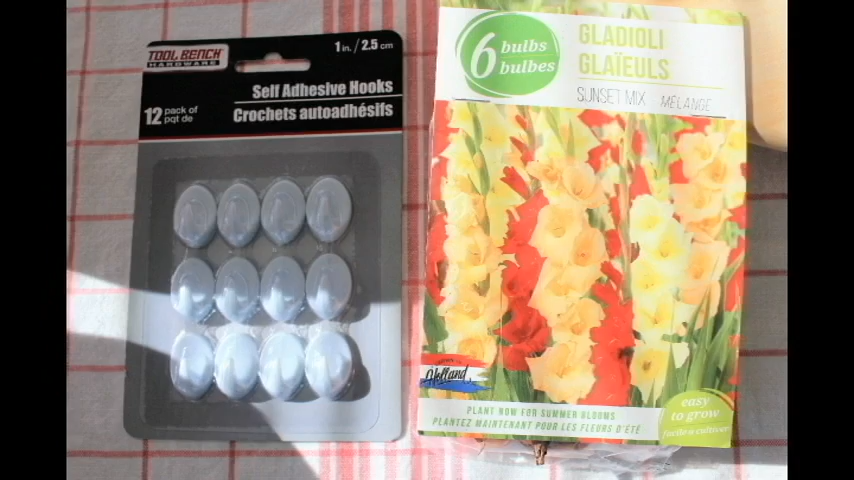 TOOL BENCH
HARDWARE
1 in. / 2.5 cm
Self Adhesive Hooks
Crochets autoadhésifs
12 pack of
pqt de
6 bulbs
bulbes
GLADIOLI
GLAÏEULS
SUNSET MIX MÉLANGE
Holland
PLANT NOW FOR SUMMER BLOOMS
PLANTEZ MAINTENANT POUR LES FLEURS D'ÉTÉ
easy
to grow
facile à cultiver